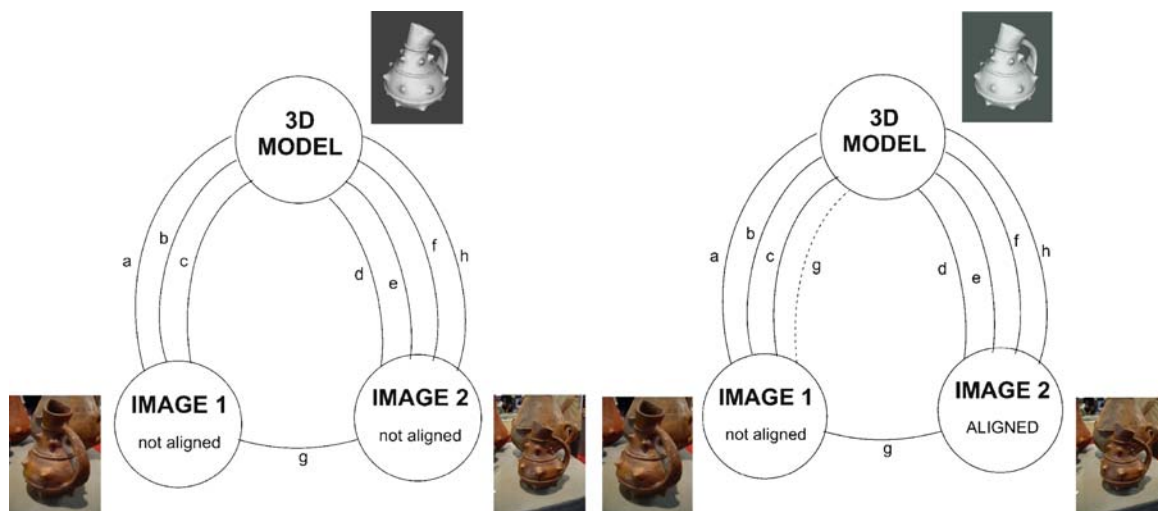 3D
MODEL
a
b
c
d
e
f
h
IMAGE 1
not aligned
IMAGE 2
not aligned
g
3D
MODEL
a
b
c
g
d
e
f
h
IMAGE 1
not aligned
IMAGE 2
ALIGNED
g